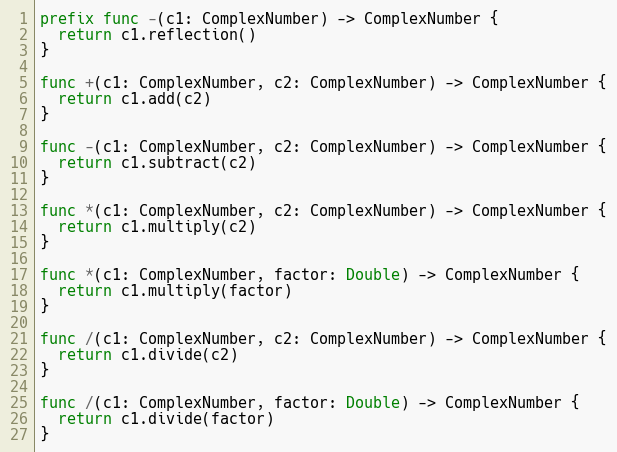 1 prefix func -(c1: ComplexNumber) -> ComplexNumber {
2   return c1.reflection()
3 }
4
5 func +(c1: ComplexNumber, c2: ComplexNumber) -> ComplexNumber {
6   return c1.add(c2)
7 }
8
9 func -(c1: ComplexNumber, c2: ComplexNumber) -> ComplexNumber {
10   return c1.subtract(c2)
11 }
12
13 func *(c1: ComplexNumber, c2: ComplexNumber) -> ComplexNumber {
14   return c1.multiply(c2)
15 }
16
17 func *(c1: ComplexNumber, factor: Double) -> ComplexNumber {
18   return c1.multiply(factor)
19 }
20
21 func /(c1: ComplexNumber, c2: ComplexNumber) -> ComplexNumber {
22   return c1.divide(c2)
23 }
24
25 func /(c1: ComplexNumber, factor: Double) -> ComplexNumber {
26   return c1.divide(factor)
27 }